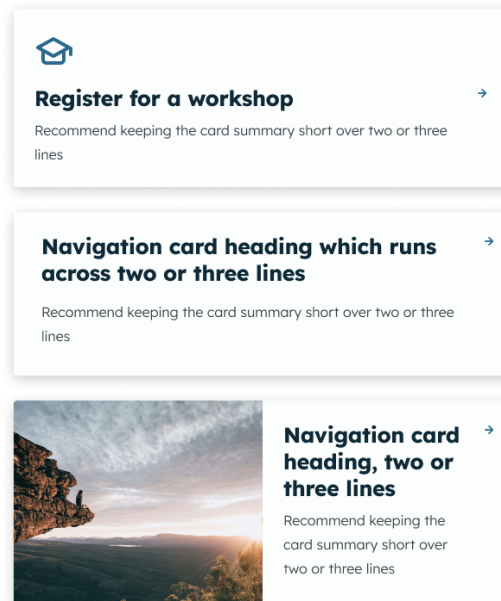 Register for a workshop
Recommend keeping the card summary short over two or three
lines
Navigation card heading which runs
across two or three lines
Recommend keeping the card summary short over two or three
lines
Navigation card
heading, two or
three lines
Recommend keeping the
card summary short over
two or three lines